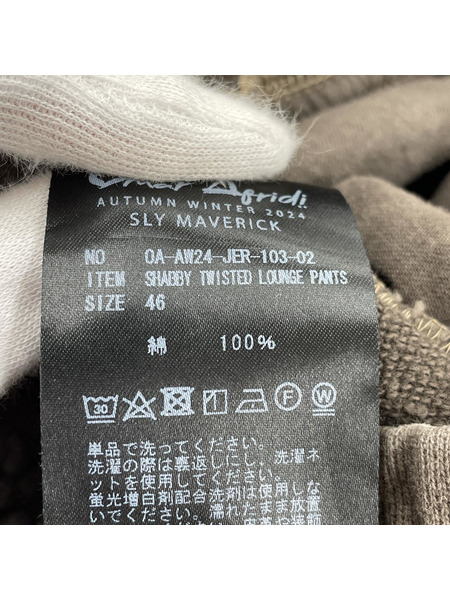 Omar Afridi
AUTUMN WINTER 2024
SLY MAVERICK
NO OA-AW24-JER-103-02
ITEM SHABBY TWISTED LOUNGE PANTS
SIZE 46
綿 100%
30 F W
単品で洗ってください。
洗濯の際は裏返しにし、洗濯ネ
ットを使用してください。
蛍光増白剤配合洗剤は使用しな
いでください。濡れたまま放置